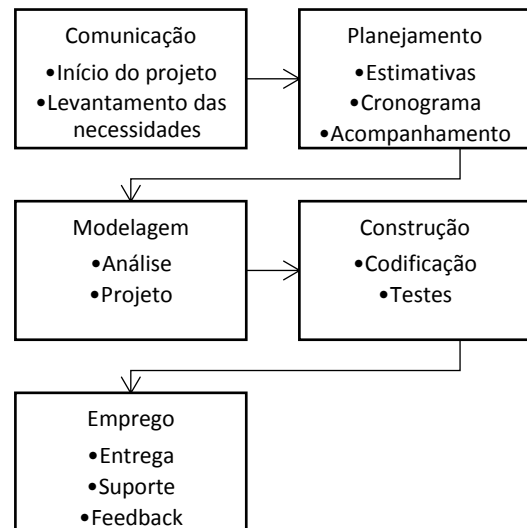 Comunicação
•Início do projeto
•Levantamento das
necessidades
Planejamento
•Estimativas
•Cronograma
•Acompanhamento
Modelagem
•Análise
•Projeto
Construção
•Codificação
•Testes
Emprego
•Entrega
•Suporte
•Feedback